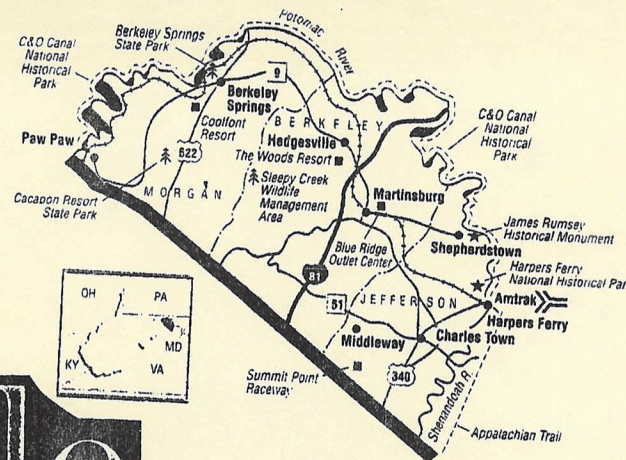 Potomac
River
Berkeley Springs
State Park
C&O Canal
National
Historical
Park
9
Berkeley
Springs
Coolfont
Resort
BERKELEY
C&O Canal
National
Historical
Park
Hedgesville
The Woods Resort
Paw Paw
522
Sleepy Creek
Wildlife
Management
Area
Cacapon Resort
State Park
MORGAN
Martinsburg
James Rumsey
Historical Monument
Shephardstown
Blue Ridge
Outlet Center
Harpers Ferry
National Historical Par
81
51
JEFFERSON
Amtrak
Harpers Ferry
Middleway
Charles Town
OH
PA
MD
KY
VA
Summit Point
Raceway
340
Shenandoah R.
Appalachian Trail